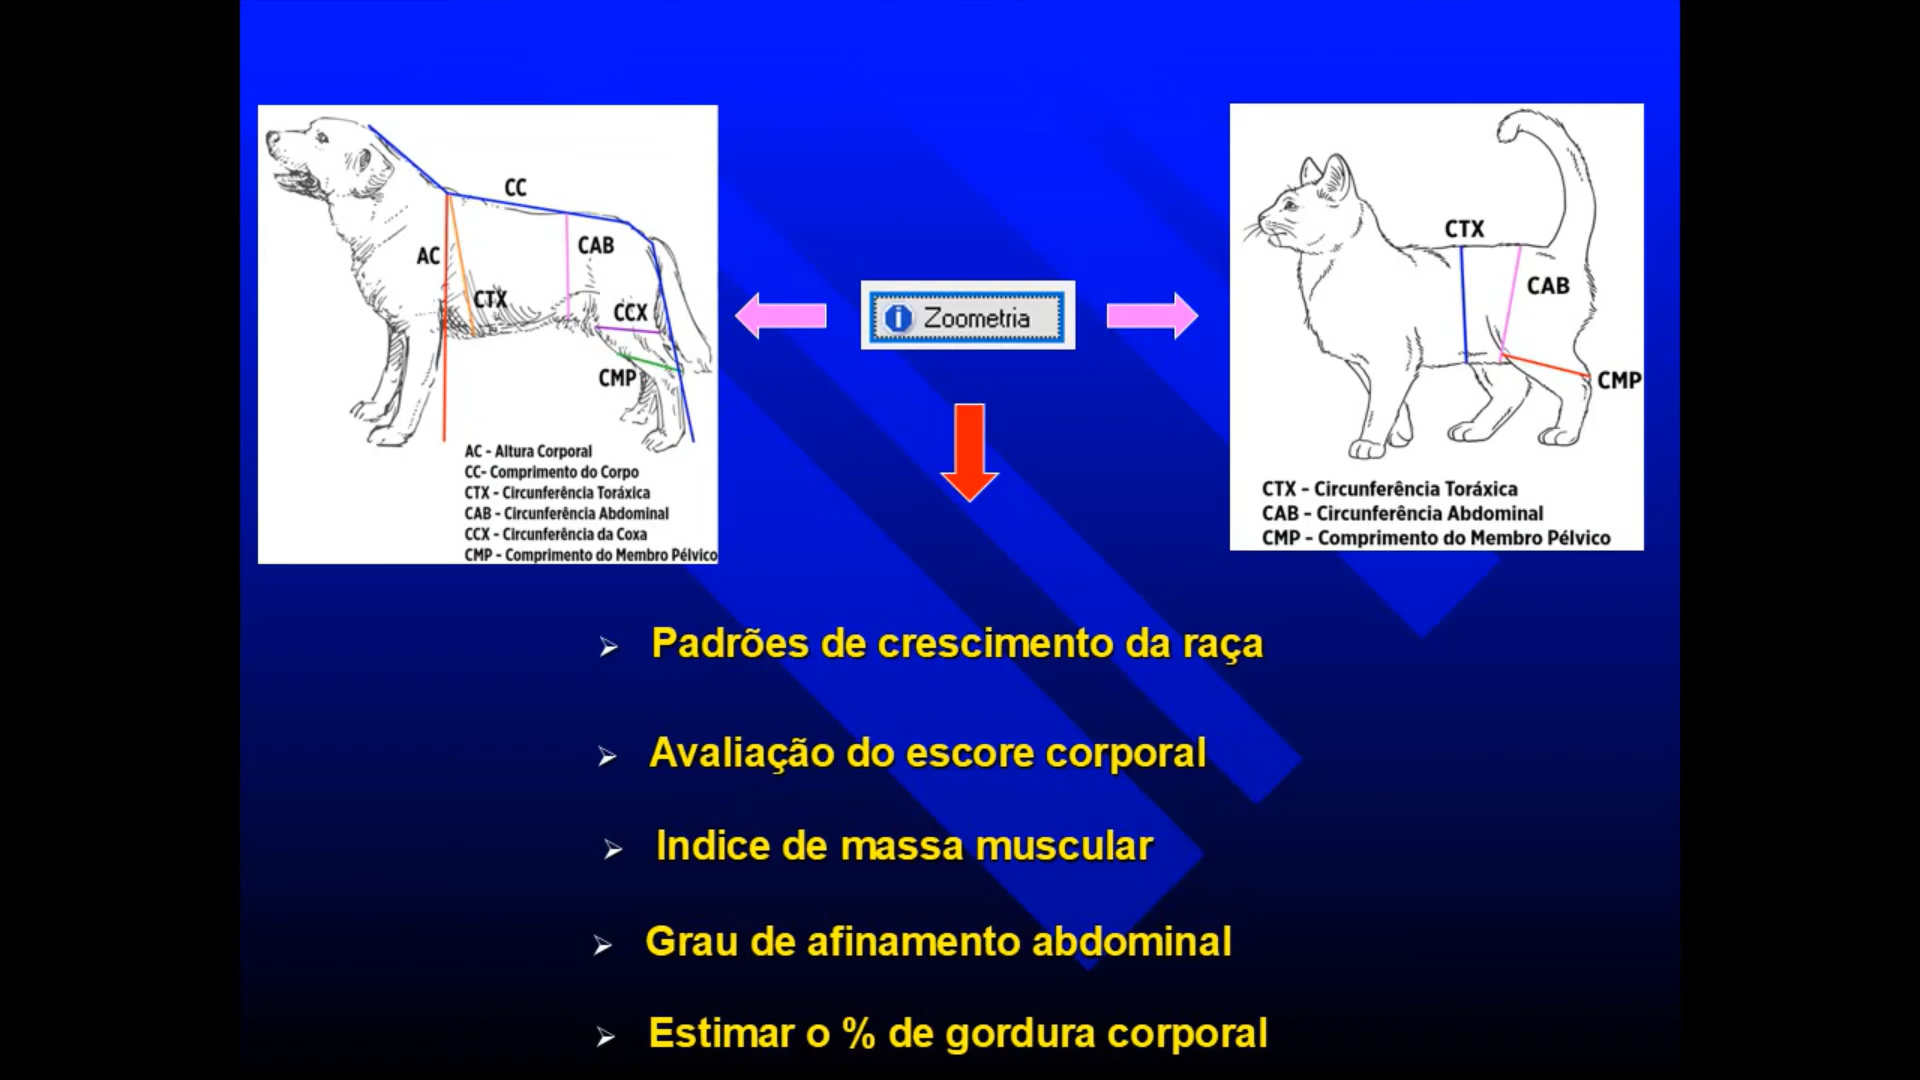 CC
AC
CAB
CTX
CCX
CMP
AC - Altura Corporal
CC- Comprimento do Corpo
CTX - Circunferência Toráxica
CAB - Circunferência Abdominal
CCX - Circunferência da Coxa
CMP - Comprimento do Membro Pélvico
Zoometria
CTX
CAB
CMP
CTX - Circunferência Toráxica
CAB - Circunferência Abdominal
CMP - Comprimento do Membro Pélvico
Padrões de crescimento da raça
Avaliação do escore corporal
Indice de massa muscular
Grau de afinamento abdominal
Estimar o % de gordura corporal